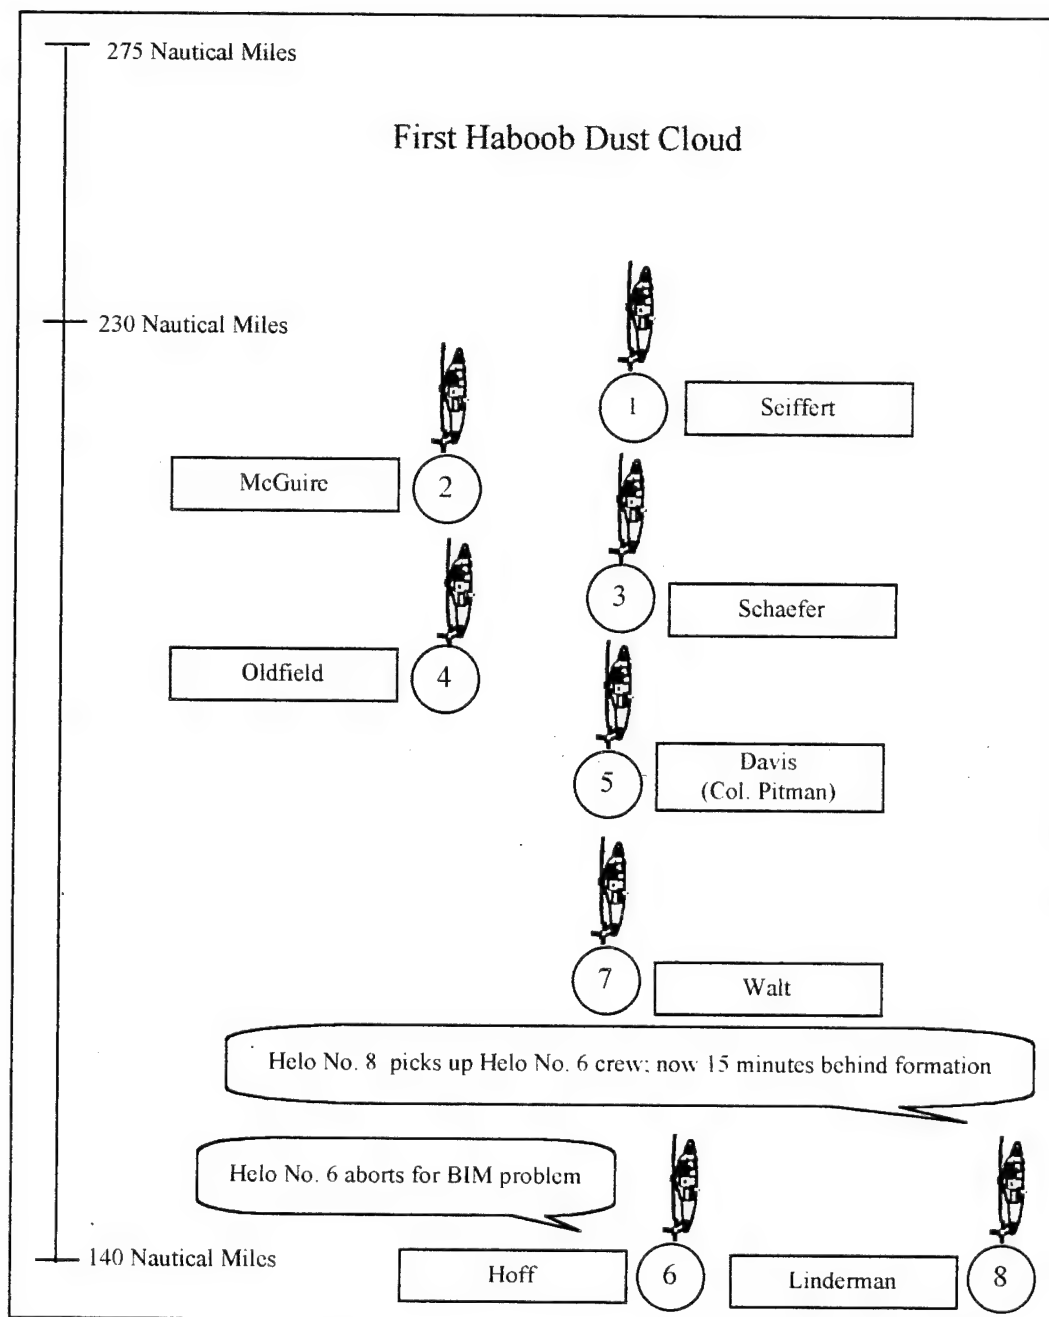 275 Nautical Miles
First Haboob Dust Cloud
230 Nautical Miles
1
Seiffert
McGuire
2
3
Schaefer
Oldfield
4
5
Davis
(Col. Pitman)
7
Walt
Helo No. 8 picks up Helo No. 6 crew; now 15 minutes behind formation
Helo No. 6 aborts for BIM problem
140 Nautical Miles
Hoff
6
Linderman
8